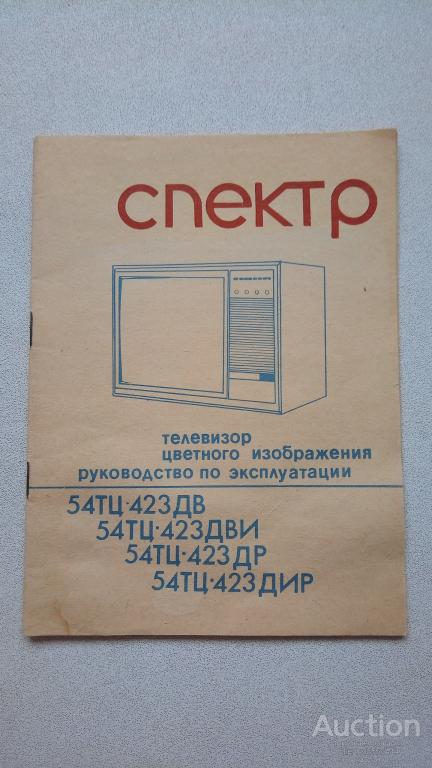 спектр
телевизор
цветного изображения
руководство по эксплуатации
54ТЦ-423ДВ
54ТЦ-423ДВИ
54ТЦ-423ДР
54ТЦ-423ДИР
Auction